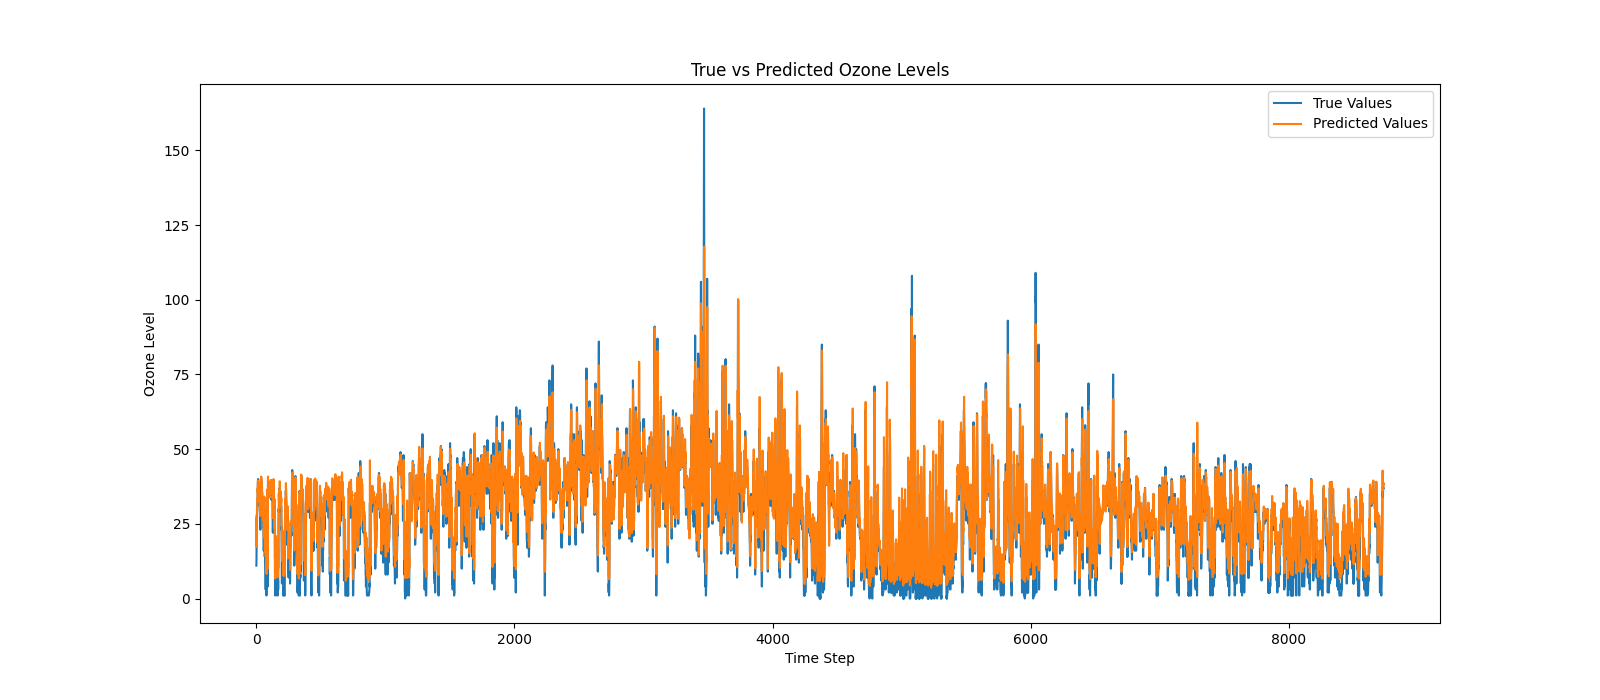 True vs Predicted Ozone Levels
True Values
Predicted Values
150
125
100
75
50
25
0
Ozone Level
0 2000 4000 6000 8000
Time Step